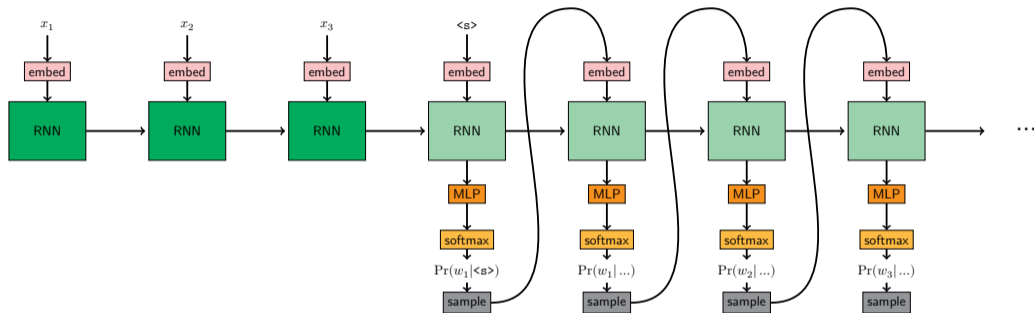 x₁ x₂ x₃ <s>
embed embed embed embed embed embed embed
RNN RNN RNN RNN RNN RNN RNN ...
MLP MLP MLP MLP
softmax softmax softmax softmax
Pr(w₁|<s>) Pr(w₁|...) Pr(w₂|...) Pr(w₃|...)
sample sample sample sample